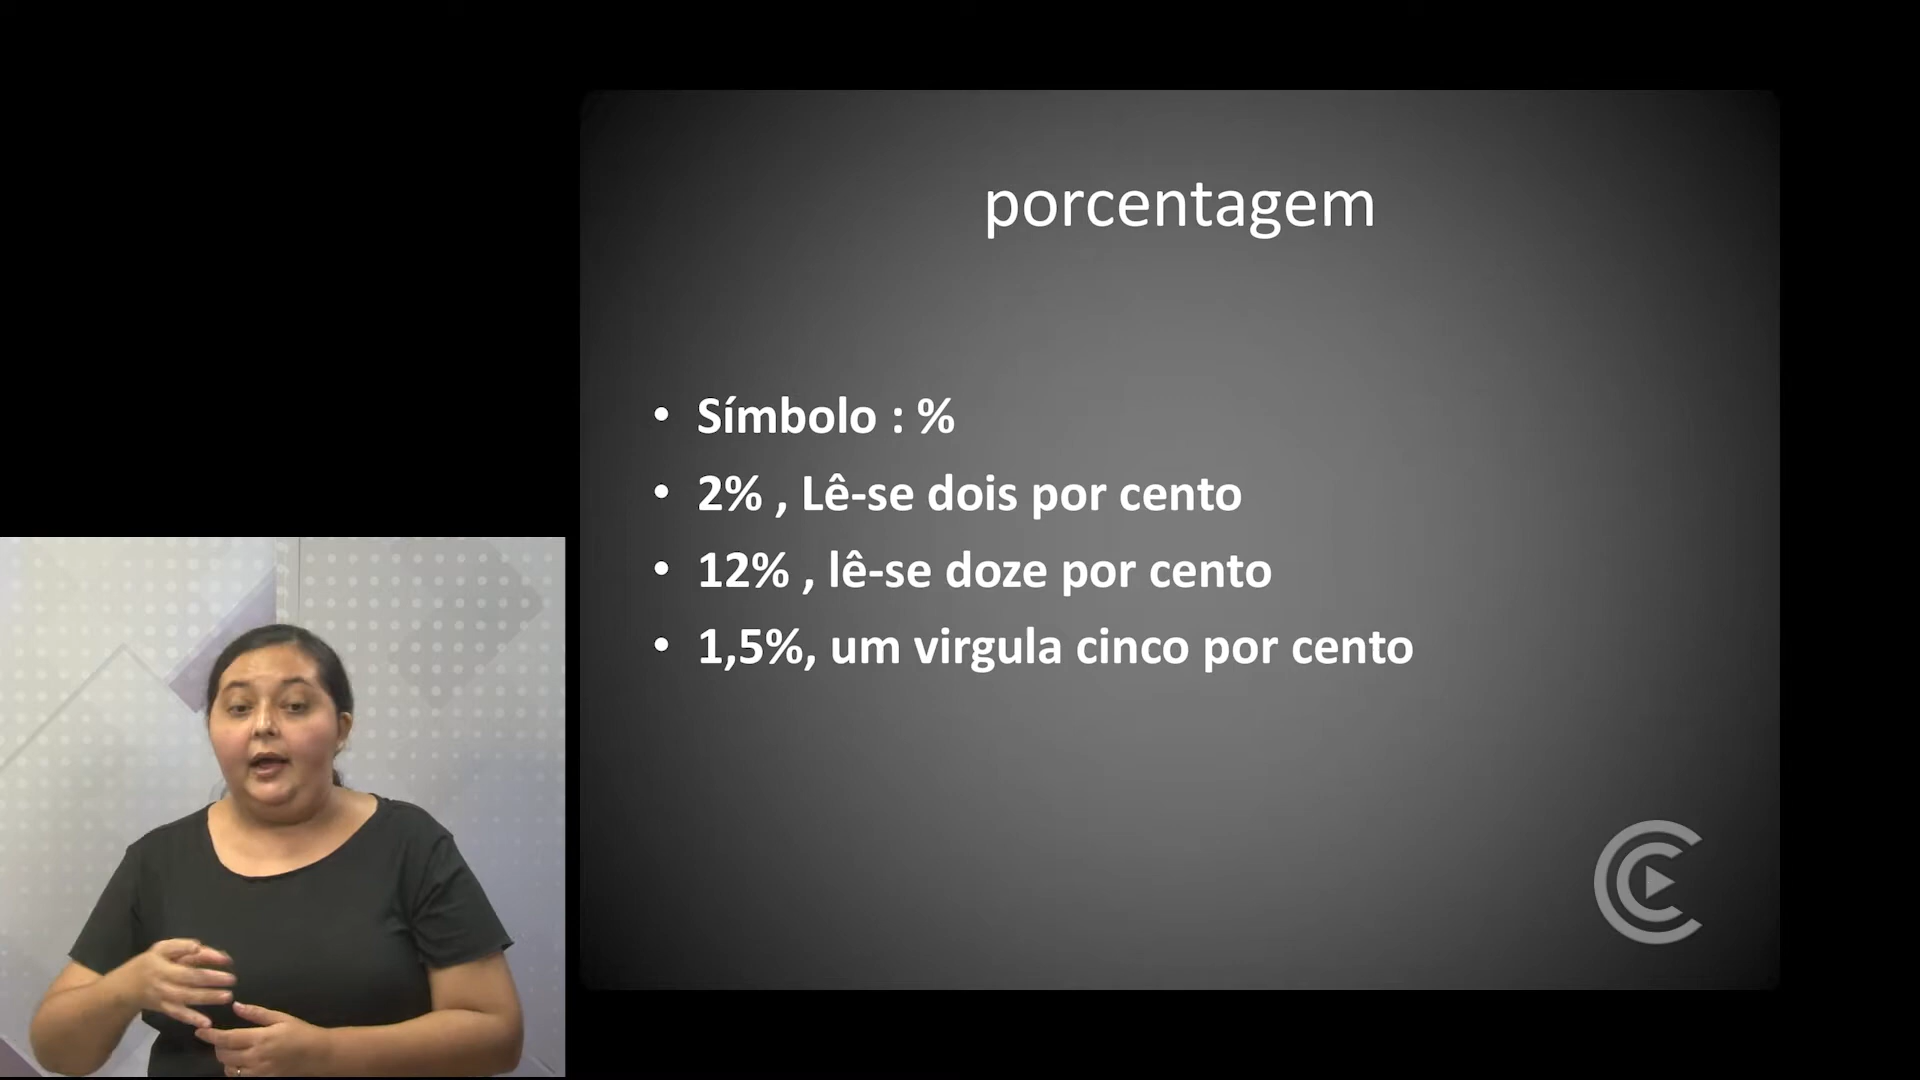 porcentagem
• Símbolo : %
• 2% , Lê-se dois por cento
• 12% , lê-se doze por cento
• 1,5%, um virgula cinco por cento